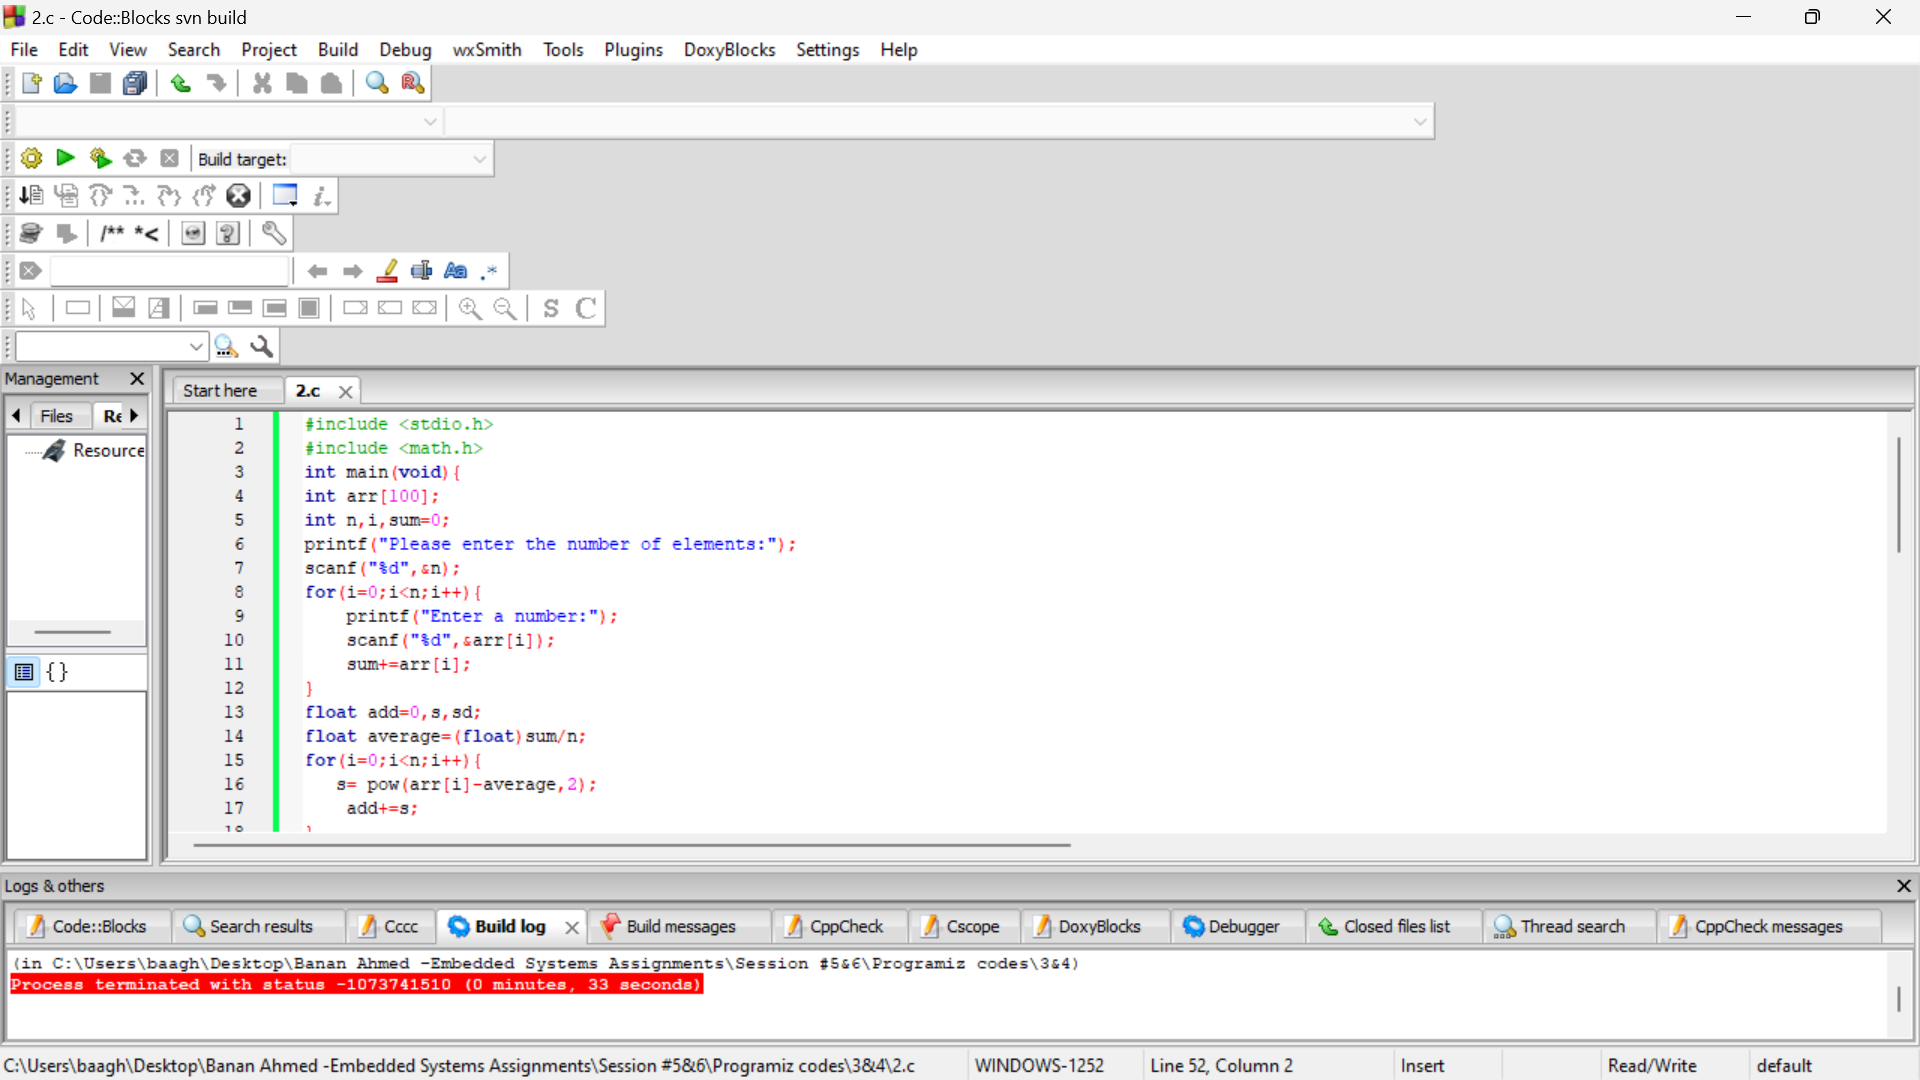 2.c - Code::Blocks svn build
File Edit View Search Project Build Debug wxSmith Tools Plugins DoxyBlocks Settings Help
Build target:
/** *<
Aa .*
S C
Management
Start here 2.c
Files Re
Resource
{}
1 #include <stdio.h>
2 #include <math.h>
3 int main(void){
4 int arr[100];
5 int n,i,sum=0;
6 printf("Please enter the number of elements:");
7 scanf("%d",&n);
8 for(i=0;i<n;i++){
9 printf("Enter a number:");
10 scanf("%d",&arr[i]);
11 sum+=arr[i];
12 }
13 float add=0,s,sd;
14 float average=(float)sum/n;
15 for(i=0;i<n;i++){
16 s= pow(arr[i]-average,2);
17 add+=s;
18 }
Logs & others
Code::Blocks Search results Cccc Build log Build messages CppCheck Cscope DoxyBlocks Debugger Closed files list Thread search CppCheck messages
(in C:\Users\baagh\Desktop\Banan Ahmed -Embedded Systems Assignments\Session #5&6\Programiz codes\3&4)
Process terminated with status -1073741510 (0 minutes, 33 seconds)
C:\Users\baagh\Desktop\Banan Ahmed -Embedded Systems Assignments\Session #5&6\Programiz codes\3&4\2.c WINDOWS-1252 Line 52, Column 2 Insert Read/Write default